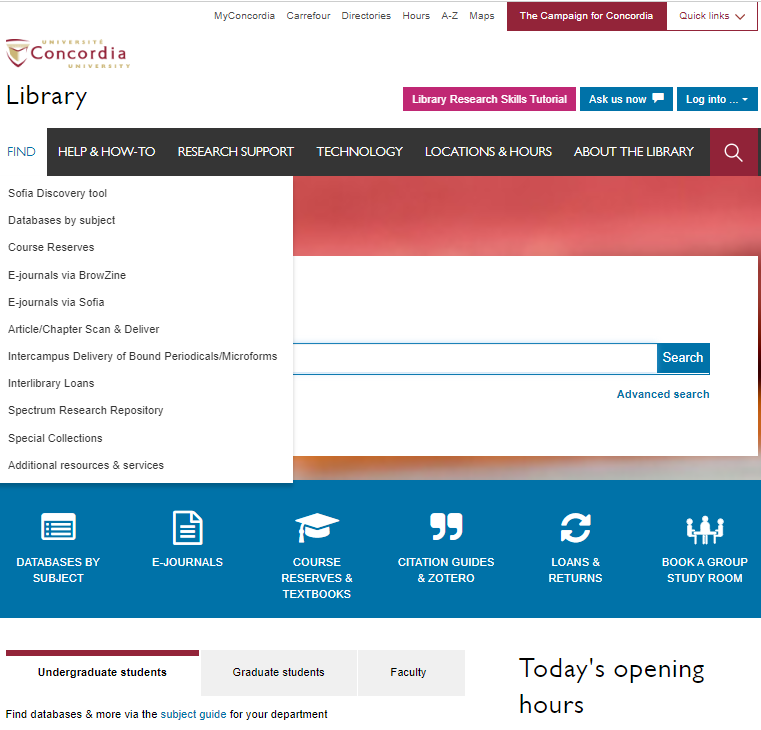 MyConcordia Carrefour Directories Hours A-Z Maps The Campaign for Concordia Quick links
UNIVERSITÉ
Concordia
UNIVERSITY
Library
Library Research Skills Tutorial Ask us now Log into ...
FIND HELP & HOW-TO RESEARCH SUPPORT TECHNOLOGY LOCATIONS & HOURS ABOUT THE LIBRARY
Sofia Discovery tool
Databases by subject
Course Reserves
E-journals via BrowZine
E-journals via Sofia
Article/Chapter Scan & Deliver
Intercampus Delivery of Bound Periodicals/Microforms
Interlibrary Loans
Spectrum Research Repository
Special Collections
Additional resources & services
Search
Advanced search
DATABASES BY
SUBJECT
E-JOURNALS
COURSE
RESERVES &
TEXTBOOKS
CITATION GUIDES
& ZOTERO
LOANS &
RETURNS
BOOK A GROUP
STUDY ROOM
Undergraduate students Graduate students Faculty
Find databases & more via the subject guide for your department
Today's opening
hours